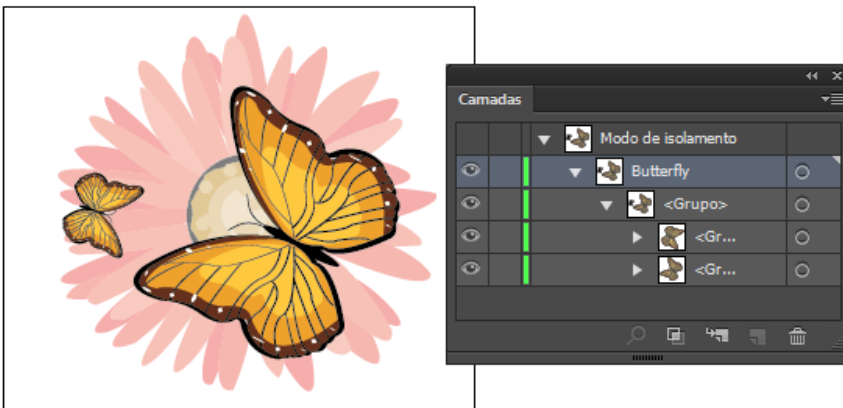 Camadas
Modo de isolamento
Butterfly
<Grupo>
<Gr...
<Gr...